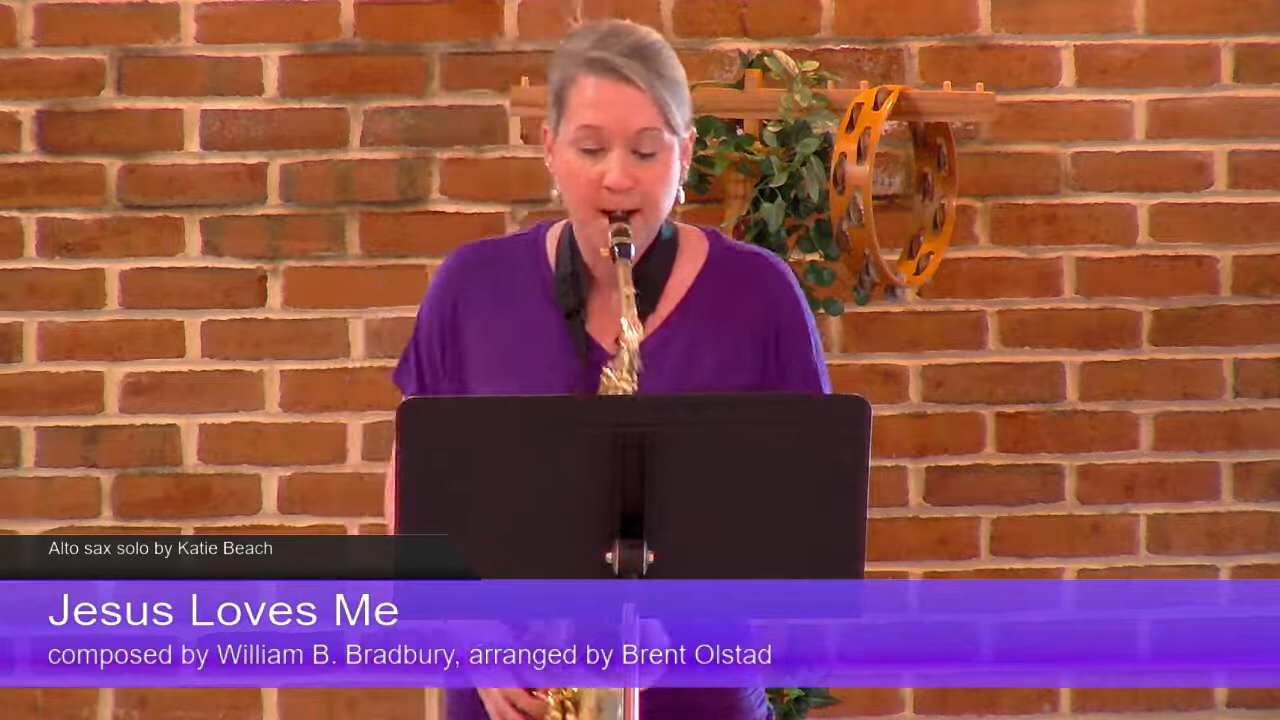 Alto sax solo by Katie Beach
Jesus Loves Me
composed by William B. Bradbury, arranged by Brent Olstad